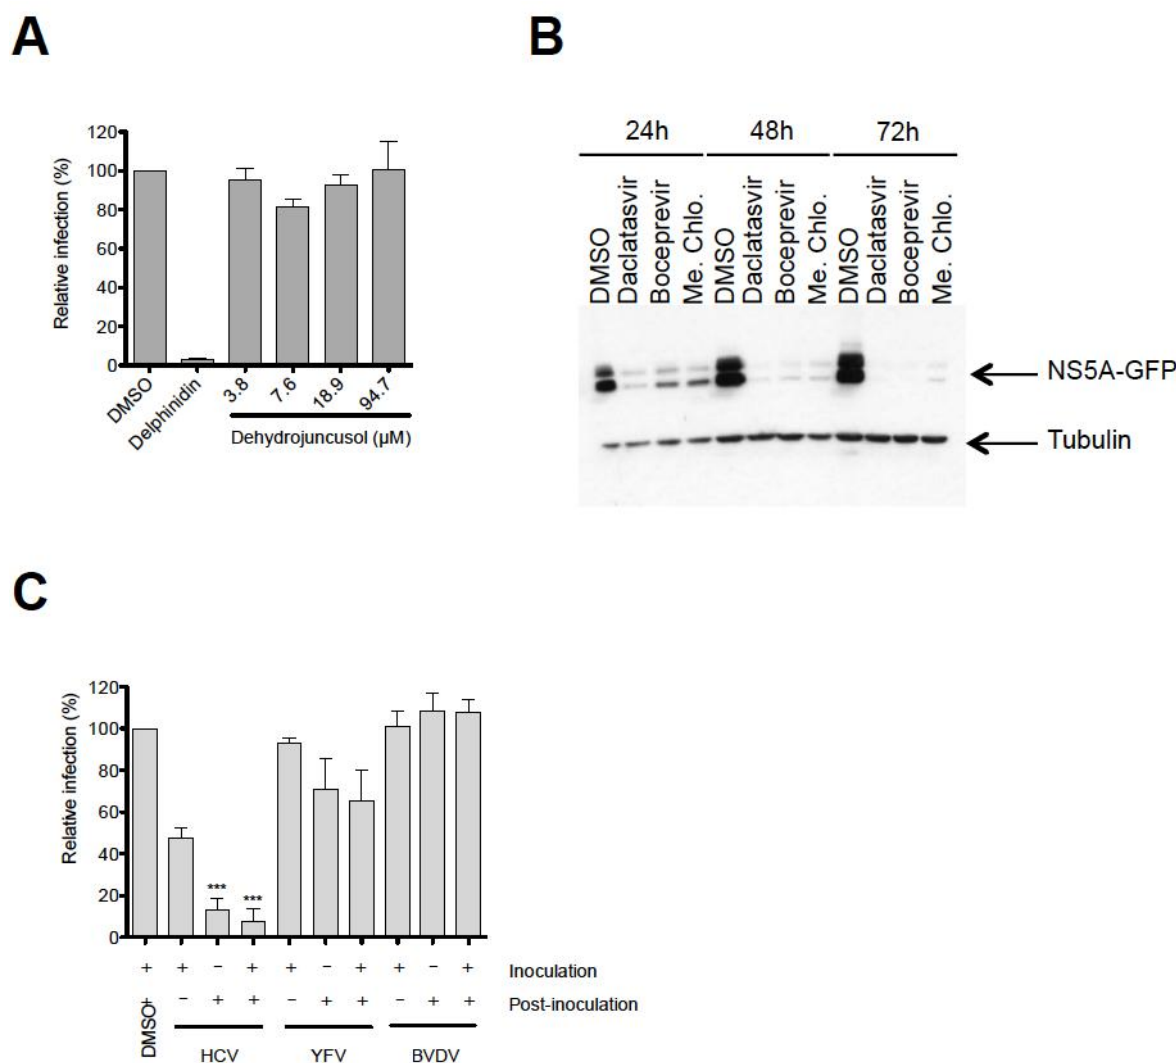 A
Relative infection (%)
120
100
80
60
40
20
0
DMSO
Delphinidin
3.8
7.6
18.9
94.7
Dehydrojuncusol (µM)
B
24h 48h 72h
DMSO
Daclatasvir
Boceprevir
Me. Chlo.
DMSO
Daclatasvir
Boceprevir
Me. Chlo.
DMSO
Daclatasvir
Boceprevir
Me. Chlo.
NS5A-GFP
Tubulin
C
Relative infection (%)
120
100
80
60
40
20
0
*** ***
+ + − + + − + + − + Inoculation
+ − + + − + + − + + Post-inoculation
DMSO
HCV YFV BVDV